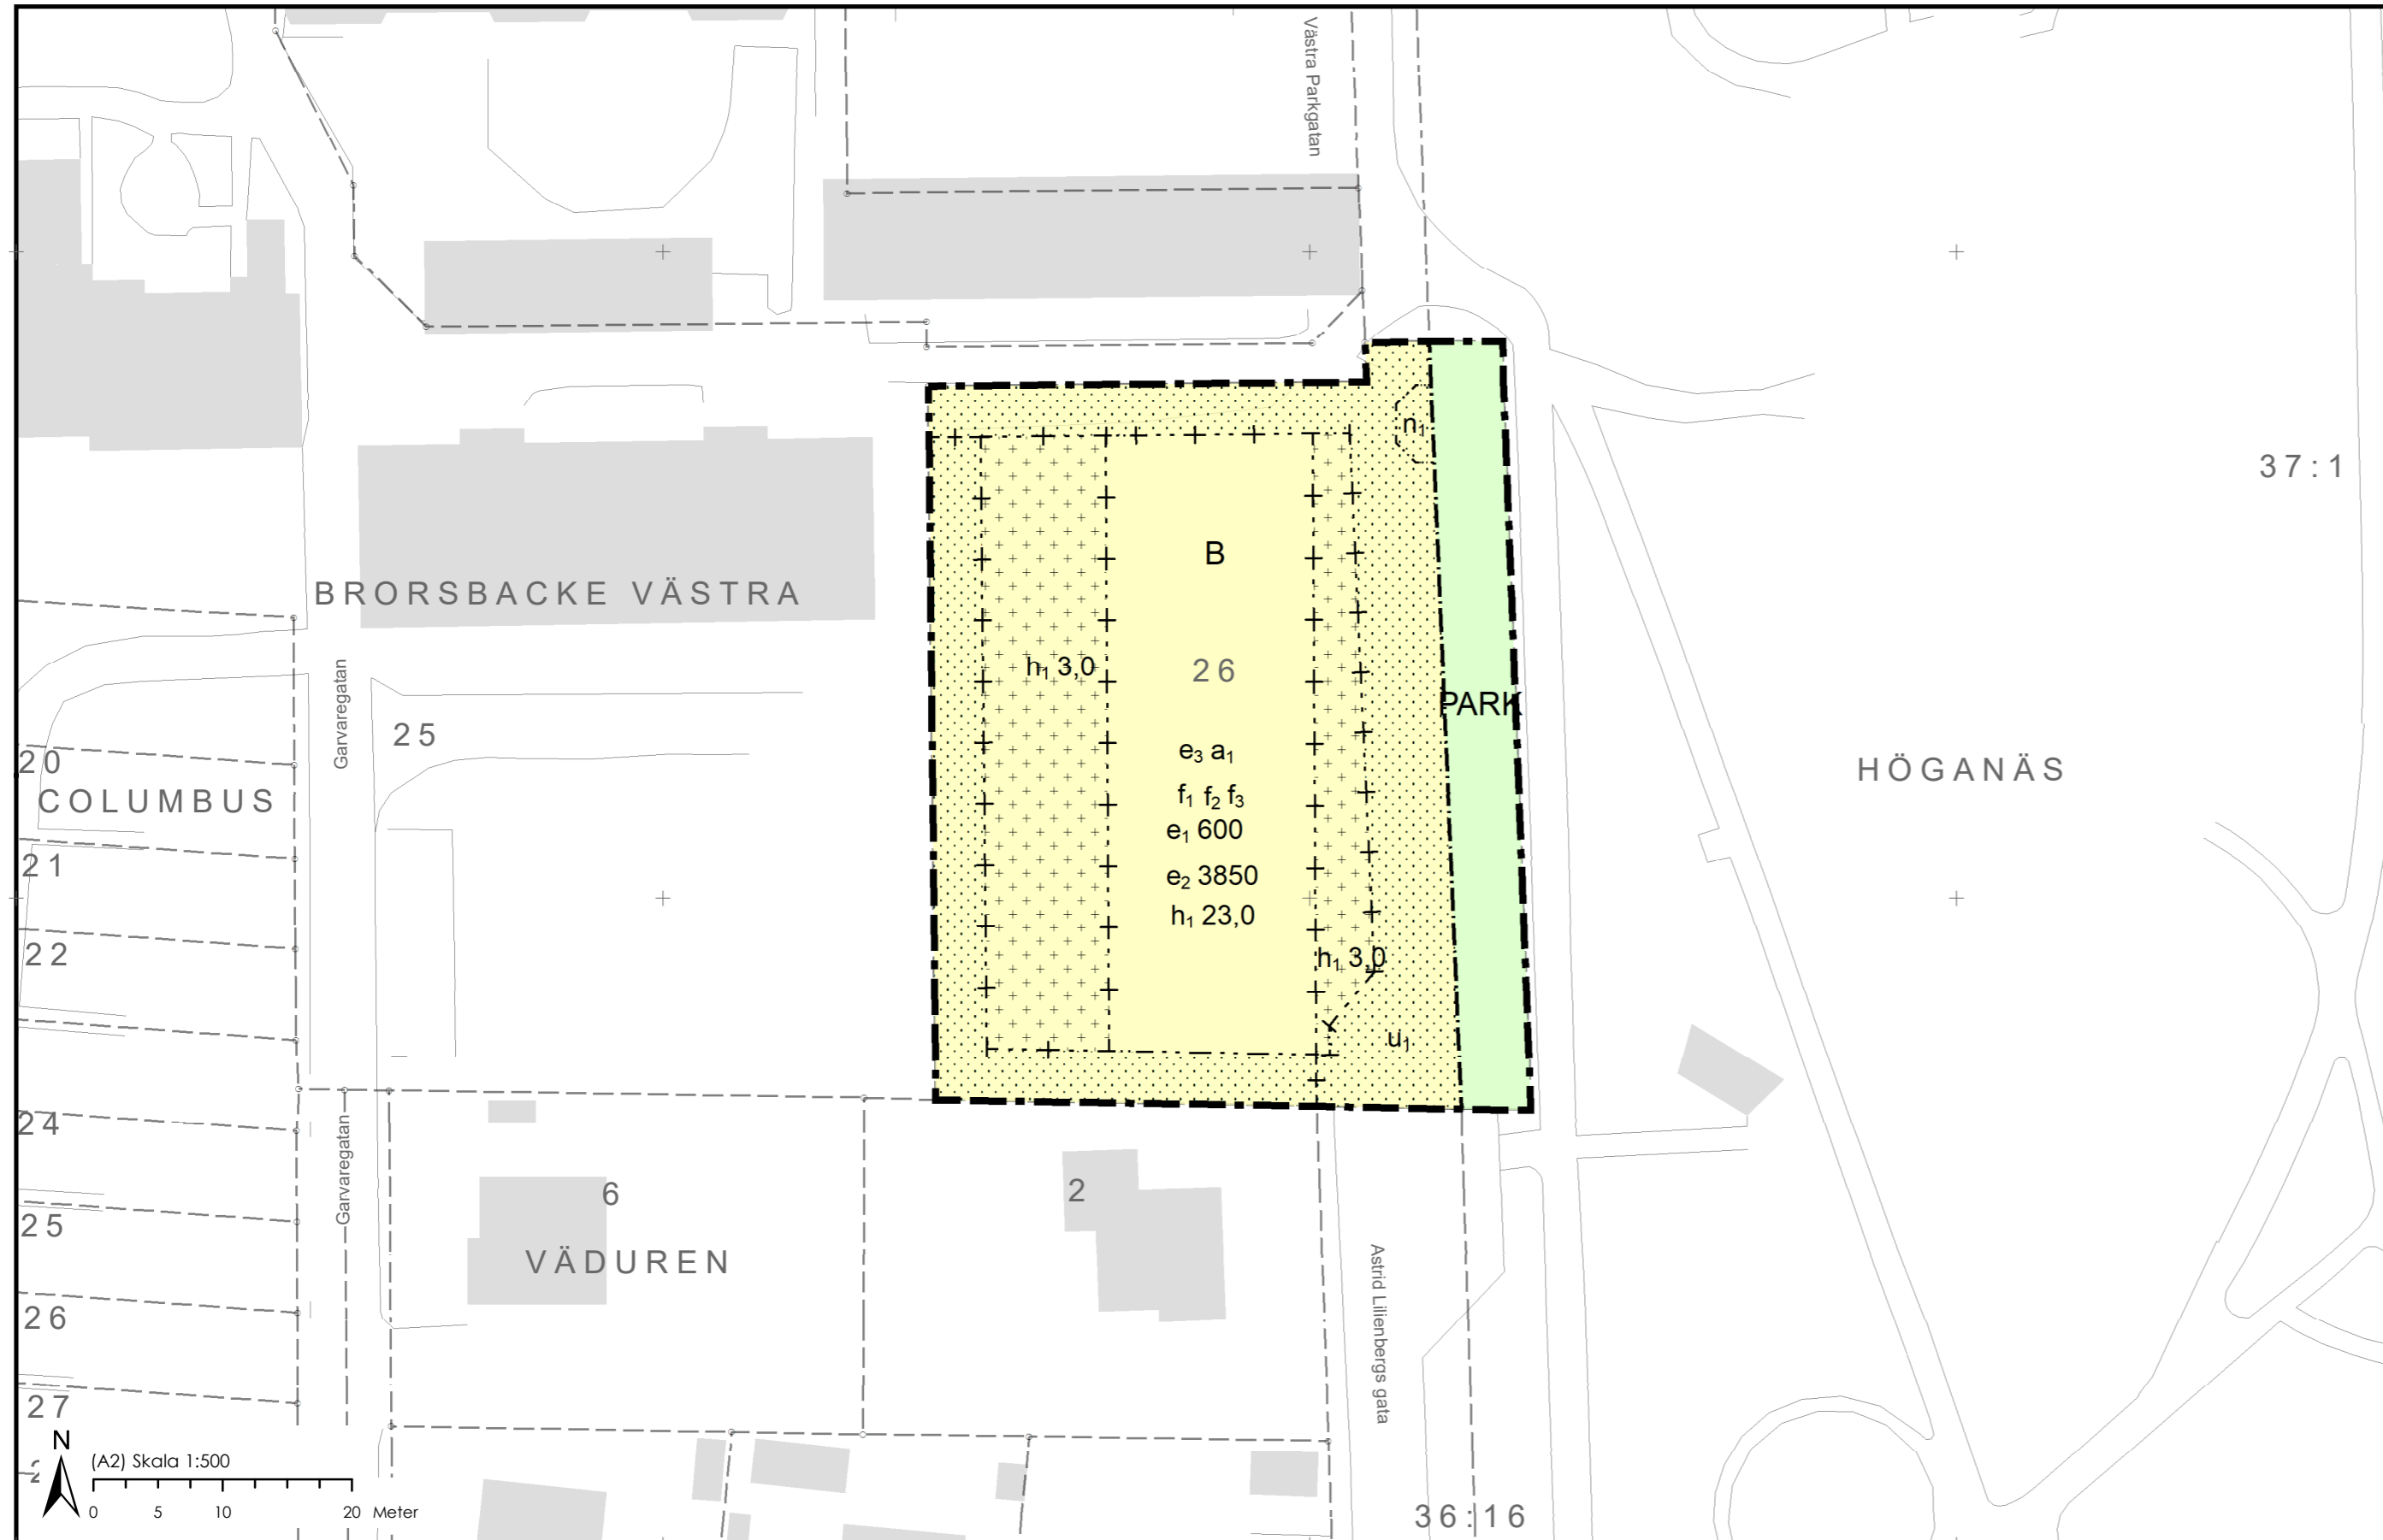 Västra Parkgatan
n₁
37:1
B
BRORSBACKE VÄSTRA
h₁ 3,0
26
Garvaregatan
PARK
25
e₃ a₁
20
HÖGANÄS
COLUMBUS
f₁ f₂ f₃
e₁ 600
21
e₂ 3850
h₁ 23,0
22
h₁ 3,0
u₁
24
Garvaregatan
6
2
25
VÄDUREN
Astrid Lilienbergs gata
26
27
N
(A2) Skala 1:500
0 5 10 20 Meter
36:16